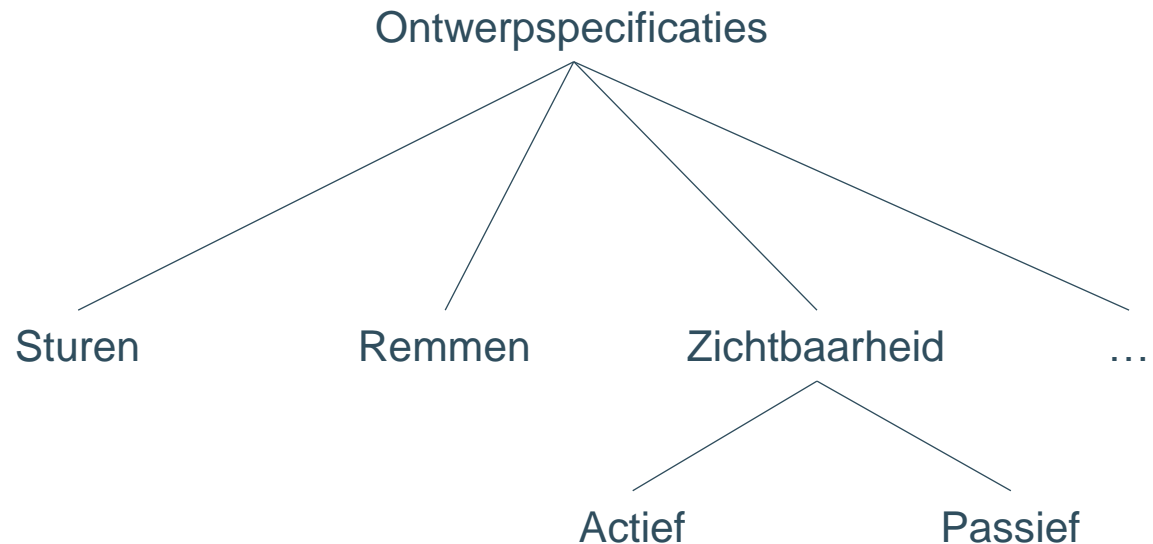 Ontwerpspecificaties
Sturen Remmen Zichtbaarheid …
Actief Passief